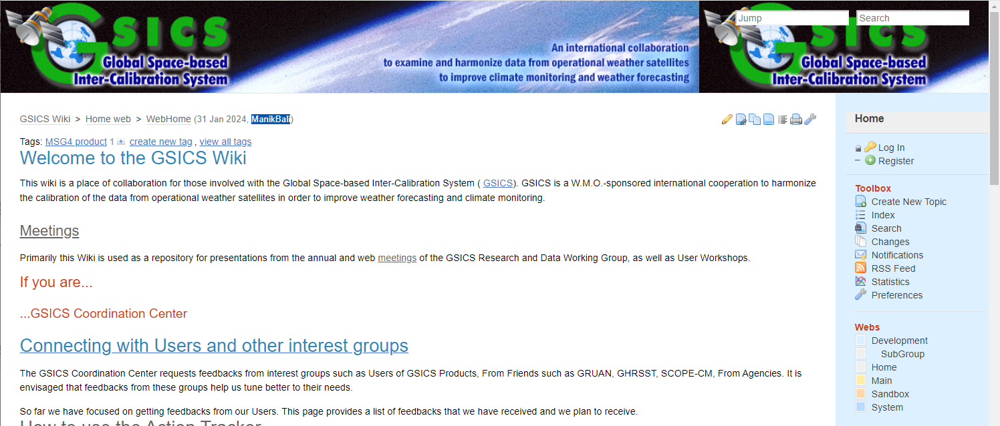 GSICS
Global Space-based
Inter-Calibration System
An international collaboration
to examine and harmonize data from operational weather satellites
to improve climate monitoring and weather forecasting
GSICS
Global Space-based
Inter-Calibration System
Jump
Search
GSICS Wiki > Home web > WebHome (31 Jan 2024, ManikBali)
Tags: MSG4 product 1 create new tag , view all tags
Welcome to the GSICS Wiki
This wiki is a place of collaboration for those involved with the Global Space-based Inter-Calibration System ( GSICS). GSICS is a W.M.O.-sponsored international cooperation to harmonize
the calibration of the data from operational weather satellites in order to improve weather forecasting and climate monitoring.
Meetings
Primarily this Wiki is used as a repository for presentations from the annual and web meetings of the GSICS Research and Data Working Group, as well as User Workshops.
If you are...
...GSICS Coordination Center
Connecting with Users and other interest groups
The GSICS Coordination Center requests feedbacks from interest groups such as Users of GSICS Products, From Friends such as GRUAN, GHRSST, SCOPE-CM, From Agencies. It is
envisaged that feedbacks from these groups help us tune better to their needs.
So far we have focused on getting feedbacks from our Users. This page provides a list of feedbacks that we have received and we plan to receive.
How to use the Action Tracker
Home
Log In
Register
Toolbox
Create New Topic
Index
Search
Changes
Notifications
RSS Feed
Statistics
Preferences
Webs
Development
SubGroup
Home
Main
Sandbox
System